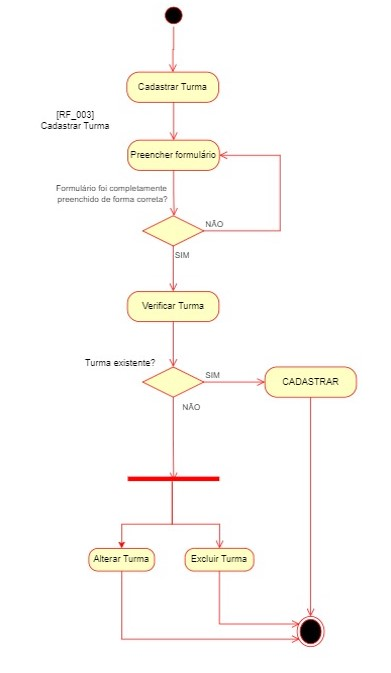 Cadastrar Turma
[RF_003]
Cadastrar Turma
Preencher formulário
Formulário foi completamente
preenchido de forma correta?
NÃO
SIM
Verificar Turma
Turma existente?
SIM
CADASTRAR
NÃO
Alterar Turma
Excluir Turma